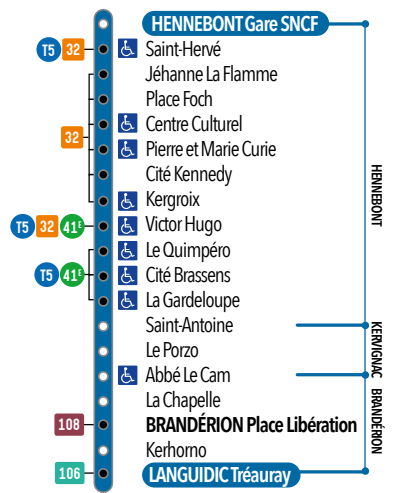 HENNEBONT Gare SNCF
T5 32 Saint-Hervé
Jéhanne La Flamme
Place Foch
Centre Culturel
32
Pierre et Marie Curie
Cité Kennedy
Kergroix
T5 32 41E Victor Hugo
Le Quimpéro
T5 41E Cité Brassens
La Gardeloupe
Saint-Antoine
Le Porzo
Abbé Le Cam
La Chapelle
108 BRANDÉRION Place Libération
Kerhorno
106 LANGUIDIC Tréauray
HENNEBONT
KERVIGNAC
BRANDÉRION